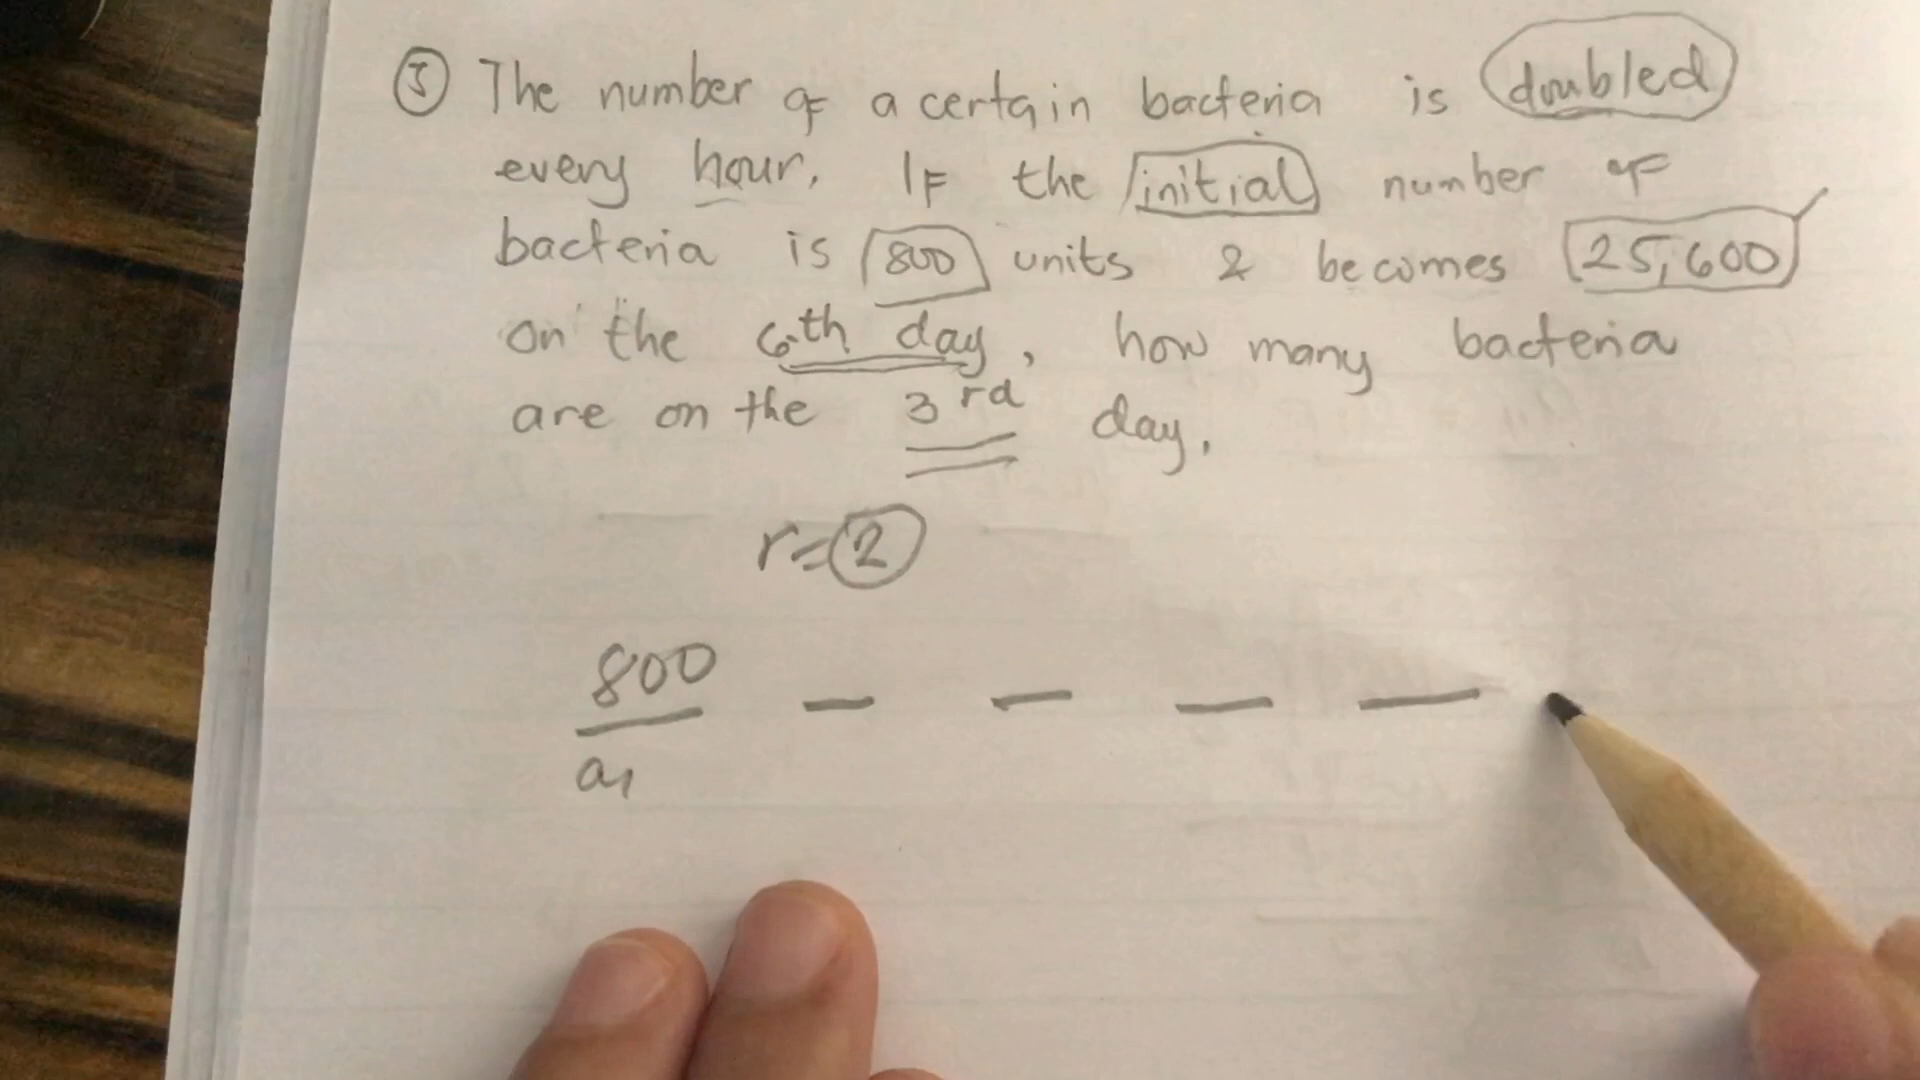 ⑤ The number of a certain bacteria is doubled
every hour. IF the initial number of
bacteria is 800 units & becomes 25,600
on the 6th day, how many bacteria
are on the 3rd day.
r=2
800
a1